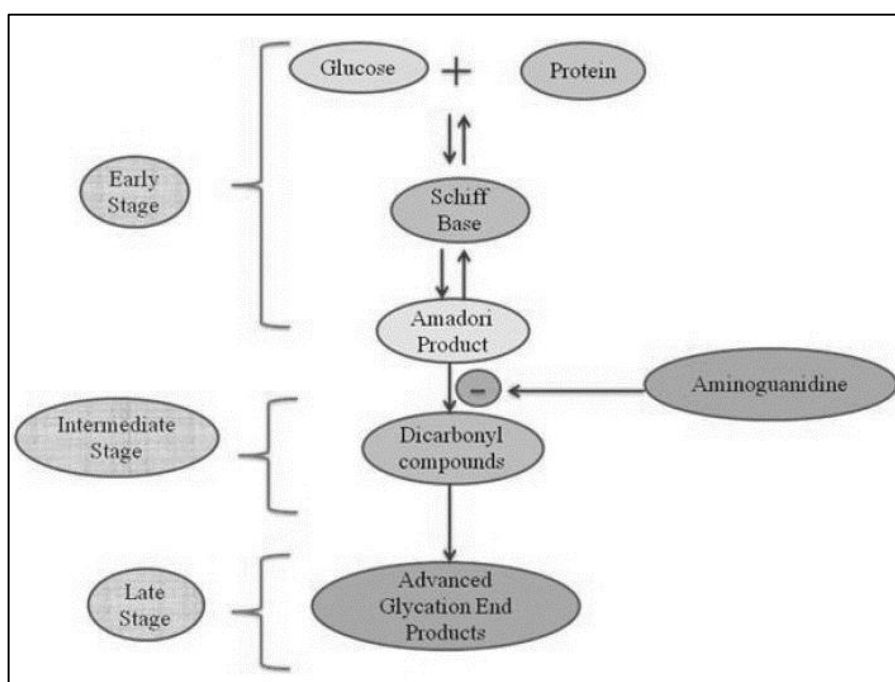 Glucose + Protein
Early
Stage
Schiff
Base
Amadori
Product
–
Aminoguanidine
Intermediate
Stage
Dicarbonyl
compounds
Late
Stage
Advanced
Glycation End
Products